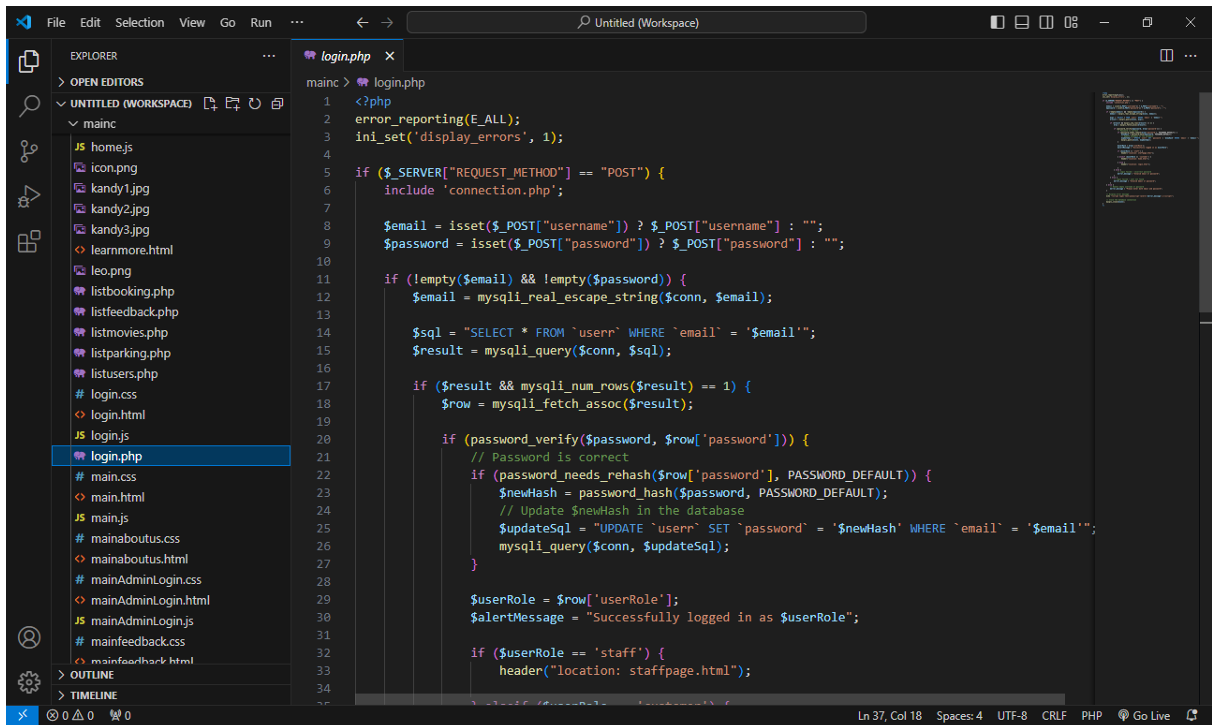 File Edit Selection View Go Run ··· Untitled (Workspace)
EXPLORER ···
OPEN EDITORS
UNTITLED (WORKSPACE)
mainc
JS home.js
icon.png
kandy1.jpg
kandy2.jpg
kandy3.jpg
<> learnmore.html
leo.png
listbooking.php
listfeedback.php
listmovies.php
listparking.php
listusers.php
# login.css
<> login.html
JS login.js
login.php
# main.css
<> main.html
JS main.js
# mainaboutus.css
<> mainaboutus.html
# mainAdminLogin.css
<> mainAdminLogin.html
JS mainAdminLogin.js
# mainfeedback.css
<> mainfeedback.html
OUTLINE
TIMELINE
login.php
mainc > login.php
1 <?php
2 error_reporting(E_ALL);
3 ini_set('display_errors', 1);
4
5 if ($_SERVER["REQUEST_METHOD"] == "POST") {
6 include 'connection.php';
7
8 $email = isset($_POST["username"]) ? $_POST["username"] : "";
9 $password = isset($_POST["password"]) ? $_POST["password"] : "";
10
11 if (!empty($email) && !empty($password)) {
12 $email = mysqli_real_escape_string($conn, $email);
13
14 $sql = "SELECT * FROM `userr` WHERE `email` = '$email'";
15 $result = mysqli_query($conn, $sql);
16
17 if ($result && mysqli_num_rows($result) == 1) {
18 $row = mysqli_fetch_assoc($result);
19
20 if (password_verify($password, $row['password'])) {
21 // Password is correct
22 if (password_needs_rehash($row['password'], PASSWORD_DEFAULT)) {
23 $newHash = password_hash($password, PASSWORD_DEFAULT);
24 // Update $newHash in the database
25 $updateSql = "UPDATE `userr` SET `password` = '$newHash' WHERE `email` = '$email'";
26 mysqli_query($conn, $updateSql);
27 }
28
29 $userRole = $row['userRole'];
30 $alertMessage = "Successfully logged in as $userRole";
31
32 if ($userRole == 'staff') {
33 header("location: staffpage.html");
34
0 0 0 Ln 37, Col 18 Spaces: 4 UTF-8 CRLF PHP Go Live